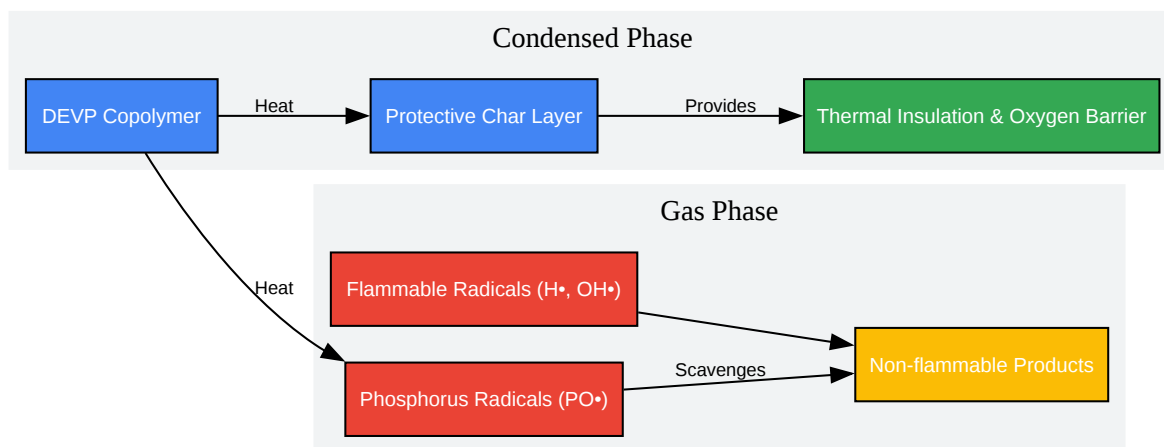 Condensed Phase
DEVP Copolymer
Heat
Protective Char Layer
Provides
Thermal Insulation & Oxygen Barrier
Gas Phase
Heat
Flammable Radicals (H•, OH•)
Phosphorus Radicals (PO•)
Scavenges
Non-flammable Products